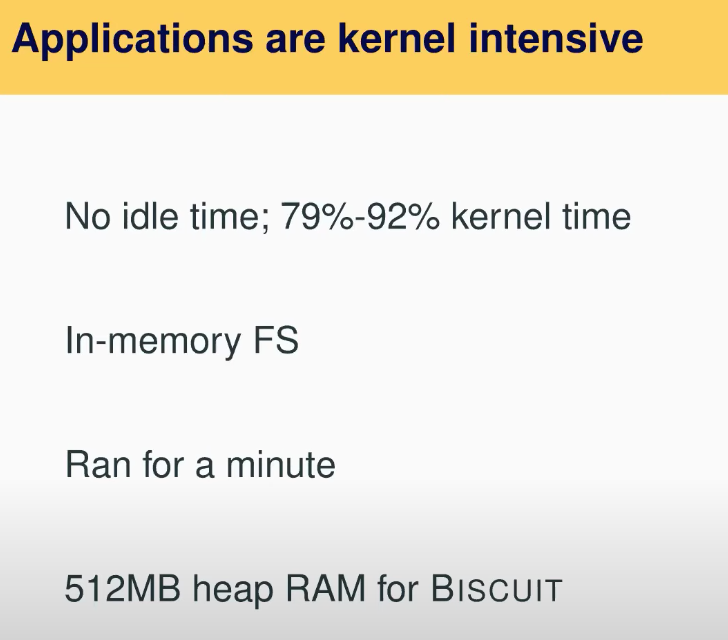 Applications are kernel intensive
No idle time; 79%-92% kernel time
In-memory FS
Ran for a minute
512MB heap RAM for BISCUIT